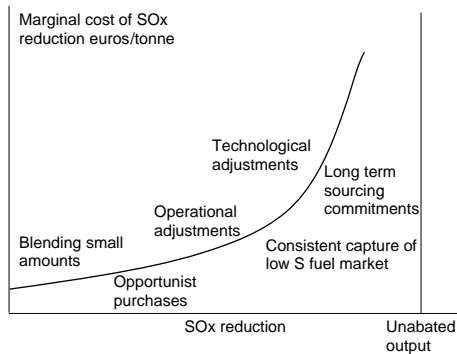 Marginal cost of SOx
reduction euros/tonne
Technological
adjustments
Long term
sourcing
commitments
Operational
adjustments
Blending small
amounts
Consistent capture of
low S fuel market
Opportunist
purchases
SOx reduction
Unabated
output